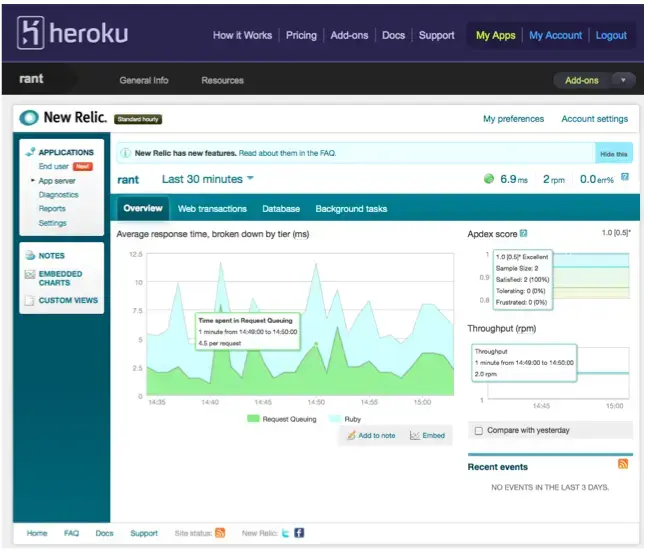 heroku
How it Works | Pricing | Add-ons | Docs | Support
My Apps | My Account | Logout
rant
General Info
Resources
Add-ons
New Relic.
Standard hourly
My preferences
Account settings
APPLICATIONS
End user New!
App server
Diagnostics
Reports
Settings
NOTES
EMBEDDED
CHARTS
CUSTOM VIEWS
New Relic has new features. Read about them in the FAQ.
Hide this
rant
Last 30 minutes
6.9 ms
2 rpm
0.0 err%
?
Overview
Web transactions
Database
Background tasks
Average response time, broken down by tier (ms)
12.5
10
7.5
5
2.5
0
14:35
14:40
14:45
14:50
14:55
15:00
Time spent in Request Queuing
1 minute from 14:49:00 to 14:50:00
4.5 per request
Request Queuing
Ruby
Add to note
Embed
Apdex score ?
1.0 [0.5]*
1
0.9
0.8
1.0 [0.5]* Excellent
Sample Size: 2
Satisfied: 2 (100%)
Tolerating: 0 (0%)
Frustrated: 0 (0%)
Throughput (rpm)
Throughput
1 minute from 14:49:00 to 14:50:00
2.0 rpm
1
14:45
15:00
Compare with yesterday
Recent events
NO EVENTS IN THE LAST 3 DAYS.
Home
FAQ
Docs
Support
Site status:
New Relic: